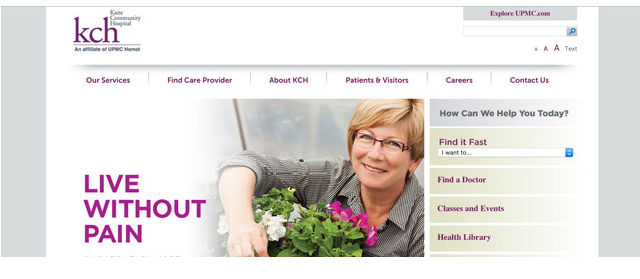 Kane
Community
Hospital
kch
An affiliate of UPMC Hamot
Explore UPMC.com
A A A Text
Our Services
Find Care Provider
About KCH
Patients & Visitors
Careers
Contact Us
LIVE
WITHOUT
PAIN
How Can We Help You Today?
Find it Fast
I want to...
Find a Doctor
Classes and Events
Health Library